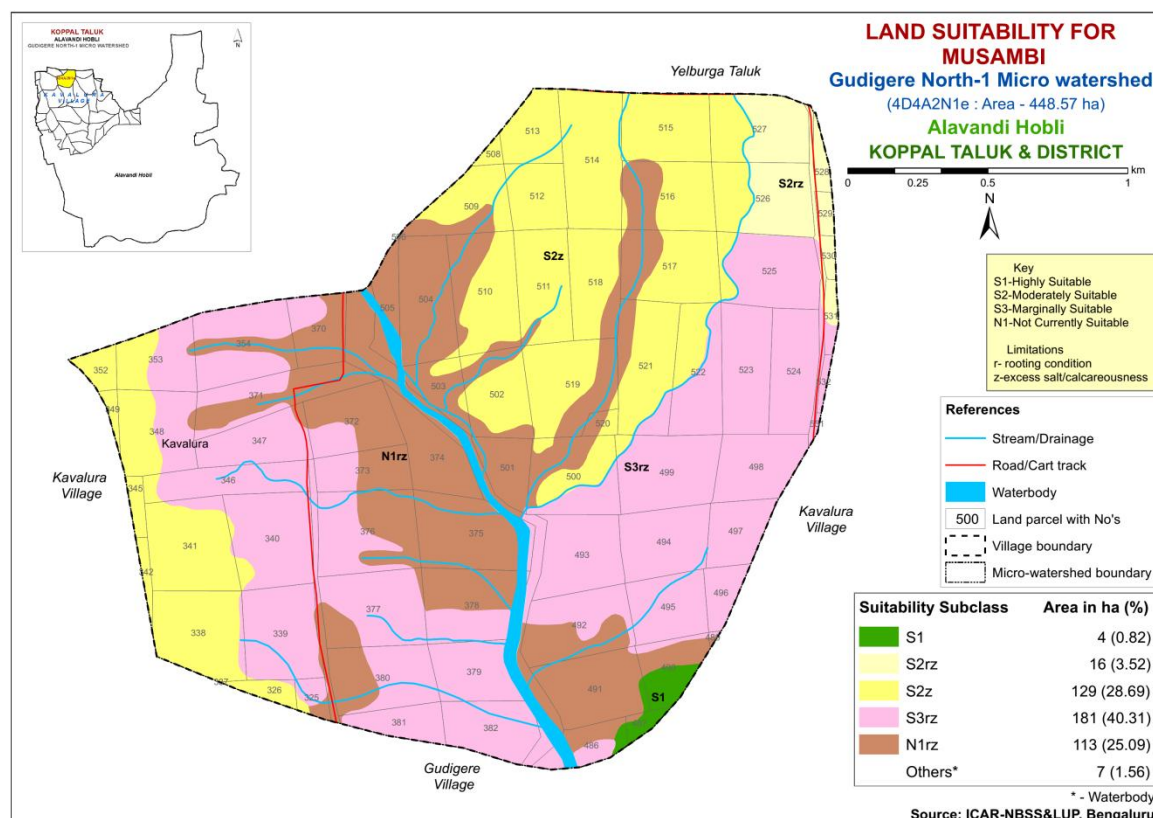 KOPPAL TALUK
ALAVANDI HOBLI
GUDIGERE NORTH-1 MICRO WATERSHED
N
KAVALURA
VILLAGE
Alavandi Hobli
LAND SUITABILITY FOR
MUSAMBI
Gudigere North-1 Micro watershed
(4D4A2N1e : Area - 448.57 ha)
Alavandi Hobli
KOPPAL TALUK & DISTRICT
km
0 0.25 0.5 1
N
Key
S1-Highly Suitable
S2-Moderately Suitable
S3-Marginally Suitable
N1-Not Currently Suitable
Limitations
r- rooting condition
z-excess salt/calcareousness
References
Stream/Drainage
Road/Cart track
Waterbody
500 Land parcel with No's
Village boundary
Micro-watershed boundary
Suitability Subclass Area in ha (%)
S1 4 (0.82)
S2rz 16 (3.52)
S2z 129 (28.69)
S3rz 181 (40.31)
N1rz 113 (25.09)
Others* 7 (1.56)
* - Waterbody
Source: ICAR-NBSS&LUP, Bengaluru
Yelburga Taluk
513 515 527
508 514
528
512 516 S2rz
509 526
529
S2z 517 530
525
510 511 518
505 504
531
370
353 354
352
503 521 522 523 524
519
532
371 502
349
372 520
348 Kavalura 347
N1rz 374 501 S3rz
373 500 499 498
346
Kavalura
Village
345
Kavalura
Village
376 375 497
341 340 493 494
342
496
377 378 495
338 339 492
379
491
380
326 325 S1
381 382
486
Gudigere
Village